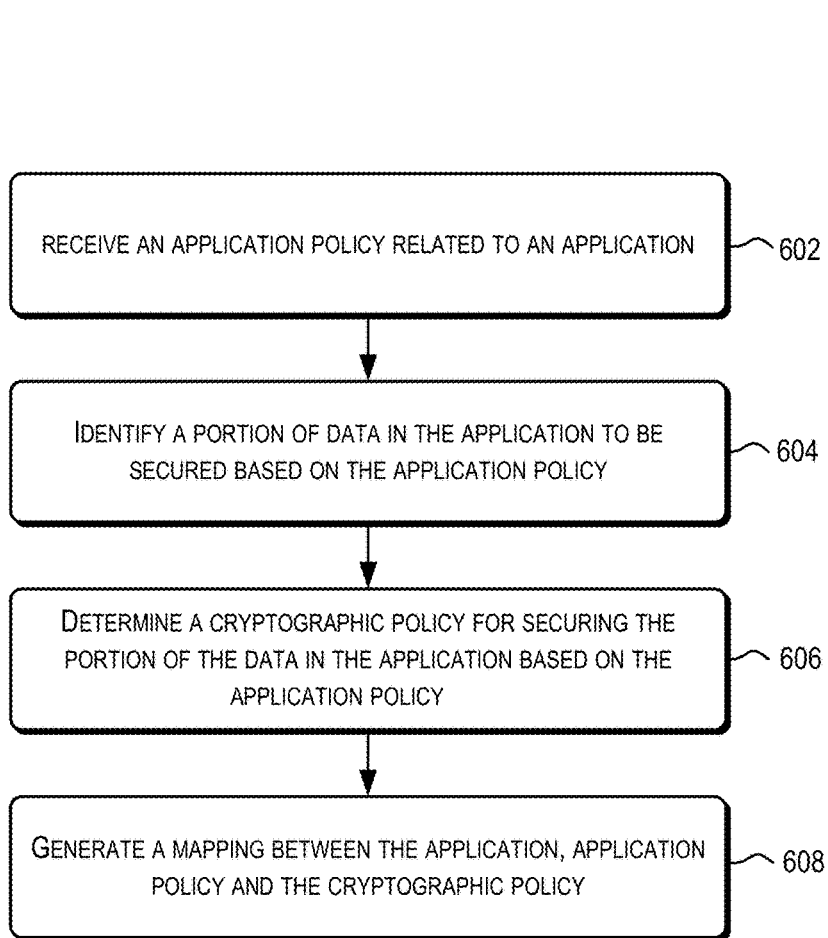 RECEIVE AN APPLICATION POLICY RELATED TO AN APPLICATION
602
IDENTIFY A PORTION OF DATA IN THE APPLICATION TO BE
SECURED BASED ON THE APPLICATION POLICY
604
DETERMINE A CRYPTOGRAPHIC POLICY FOR SECURING THE
PORTION OF THE DATA IN THE APPLICATION BASED ON THE
APPLICATION POLICY
606
GENERATE A MAPPING BETWEEN THE APPLICATION, APPLICATION
POLICY AND THE CRYPTOGRAPHIC POLICY
608